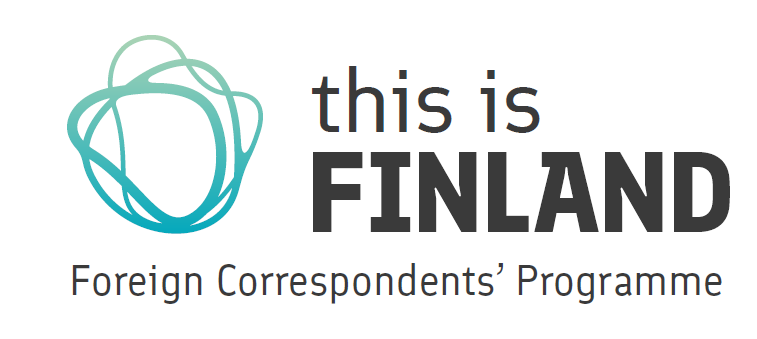 this is
FINLAND
Foreign Correspondents’ Programme